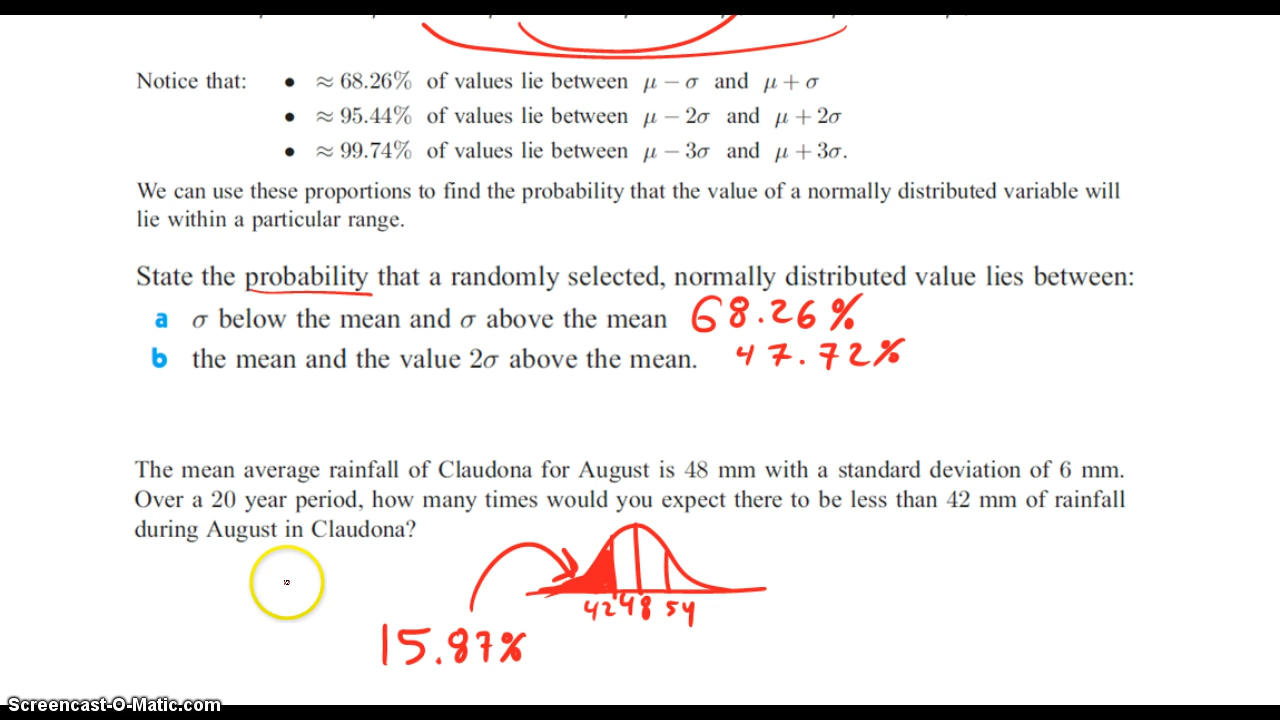 Notice that: • ≈ 68.26% of values lie between μ − σ and μ + σ
• ≈ 95.44% of values lie between μ − 2σ and μ + 2σ
• ≈ 99.74% of values lie between μ − 3σ and μ + 3σ.
We can use these proportions to find the probability that the value of a normally distributed variable will
lie within a particular range.
State the probability that a randomly selected, normally distributed value lies between:
a σ below the mean and σ above the mean 68.26%
b the mean and the value 2σ above the mean. 47.72%
The mean average rainfall of Claudona for August is 48 mm with a standard deviation of 6 mm.
Over a 20 year period, how many times would you expect there to be less than 42 mm of rainfall
during August in Claudona?
42 48 54
15.87%
Screencast-O-Matic.com